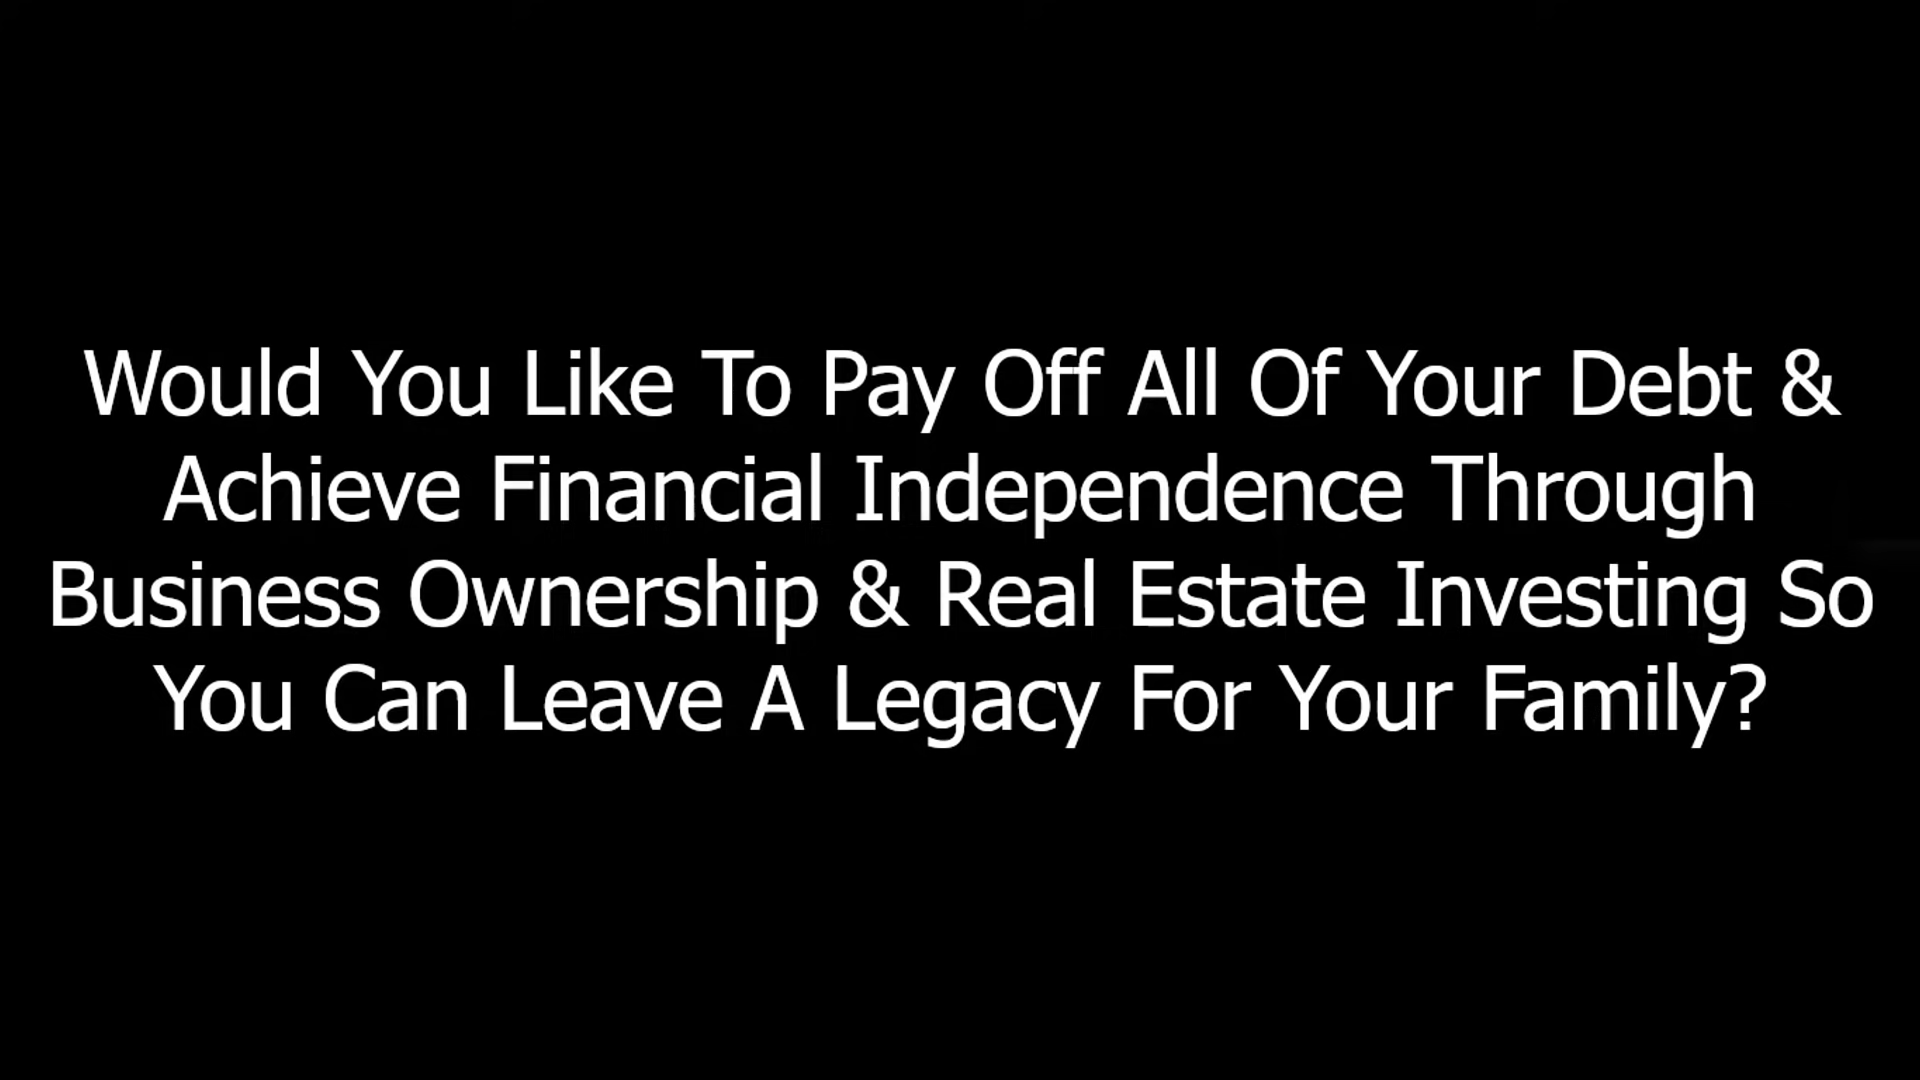 Would You Like To Pay Off All Of Your Debt &
Achieve Financial Independence Through
Business Ownership & Real Estate Investing So
You Can Leave A Legacy For Your Family?